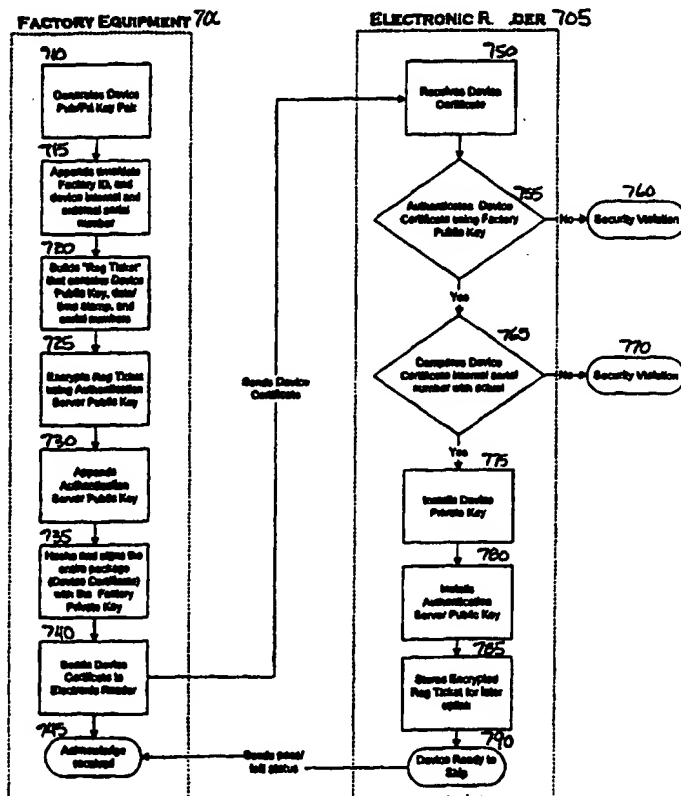 FACTORY EQUIPMENT 70
710
Generates Device
Pub/Pri Key Pair
715
Appends
Factory ID, and
device internal and
external serial
number
720
Builds "Reg Ticket"
that contains Device
Public Key, date/
time stamp, and
serial numbers
725
Encrypts Reg Ticket
using Authentication
Server Public Key
730
Appends
Authentication
Server Public Key
735
Hashs and signs the
entire package
(Device Certificate)
with the Factory
Private Key
740
Sends Device
Certificate to
Electronic Reader
745
Acknowledge
received
Sends Device
Certificate
Sends pass/
fail status
ELECTRONIC R DER 705
750
Receives Device
Certificate
755
Authenticates Device
Certificate using Factory
Public Key
No
760
Security Violation
Yes
765
Compares Device
Certificate internal serial
number with actual
No
770
Security Violation
Yes
775
Installs Device
Private Key
780
Installs
Authentication
Server Public Key
785
Stores Encrypted
Reg Ticket for later
790
Device Ready to
Ship